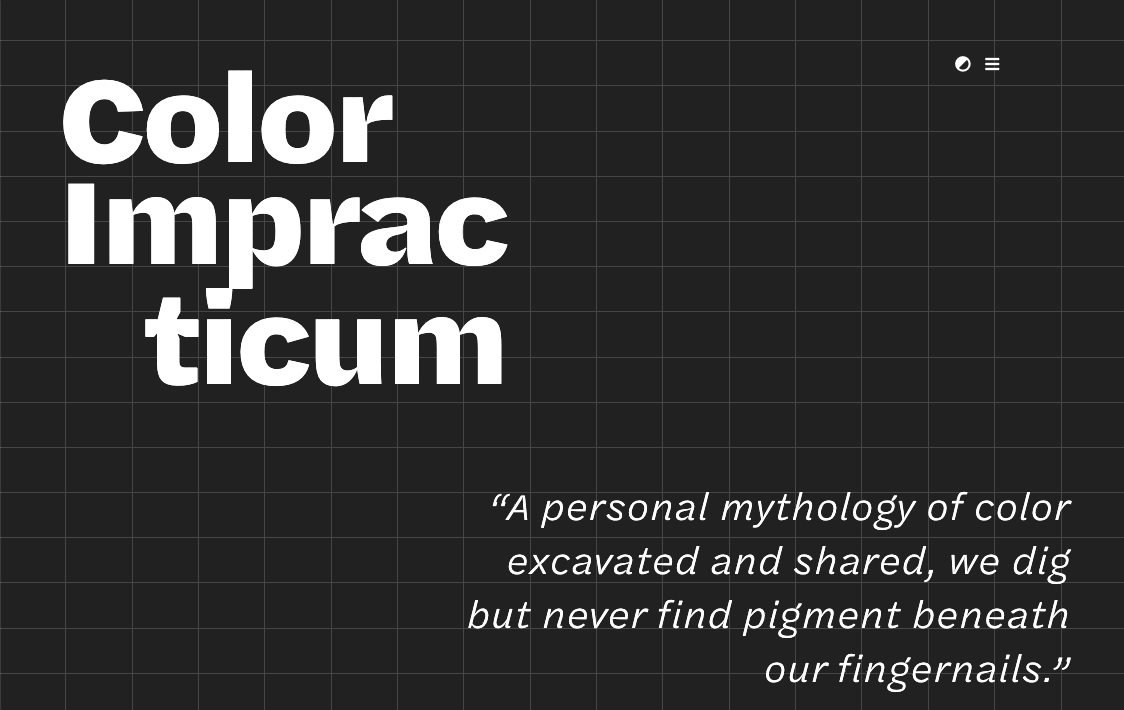 Color
Imprac
ticum
“A personal mythology of color
excavated and shared, we dig
but never find pigment beneath
our fingernails.”